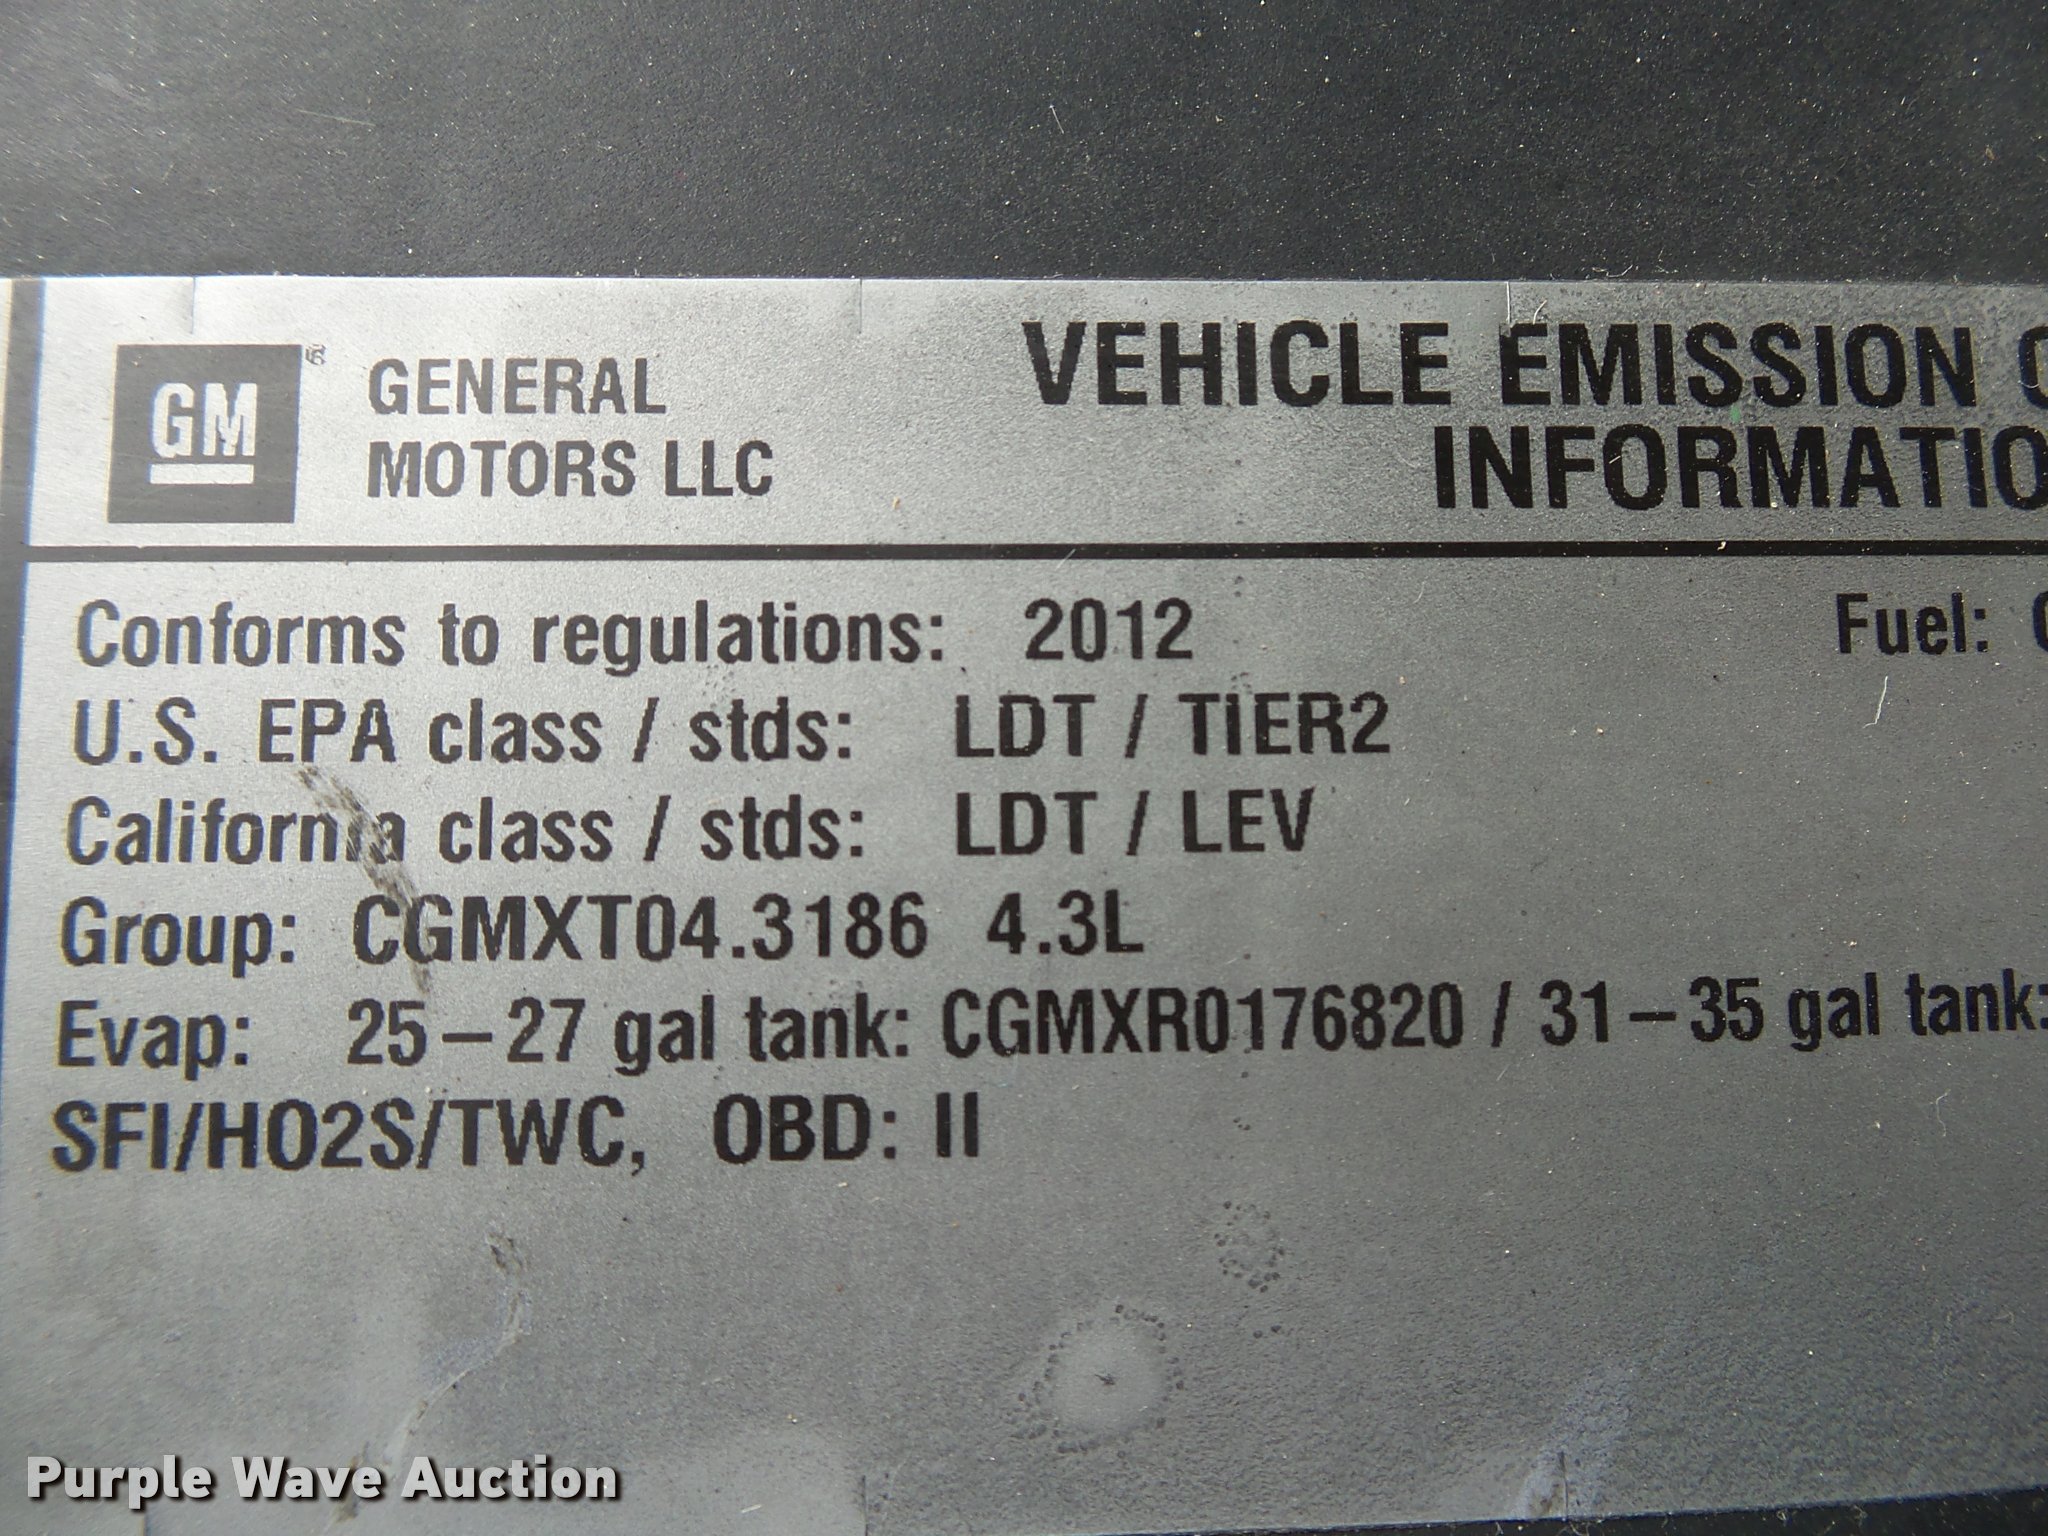 GM
GENERAL
MOTORS LLC
VEHICLE EMISSION
Conforms to regulations: 2012
Fuel:
U.S. EPA class / stds: LDT / TIER2
California class / stds: LDT / LEV
Group: CGMXT04.3186 4.3L
Evap: 25-27 gal tank: CGMXR0176820 / 31-35 gal tank:
SFI/HO2S/TWC, OBD: II
Purple Wave Auction